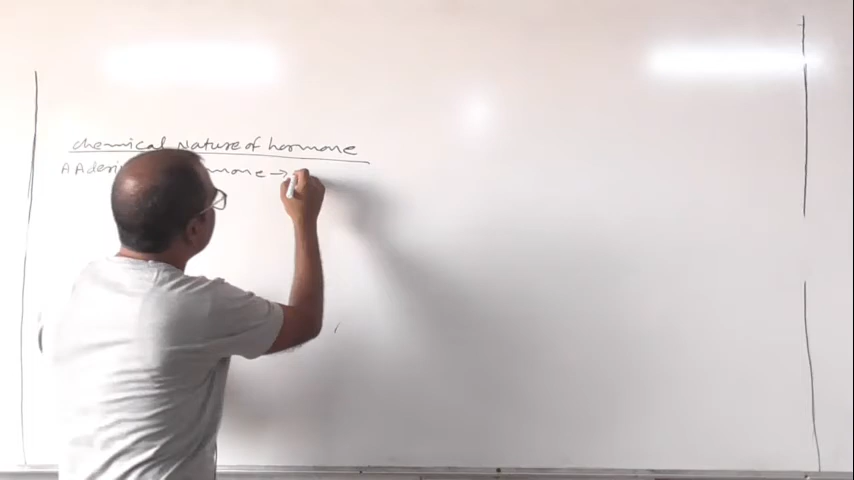 Chemical Nature of hormone
A A deri mone →